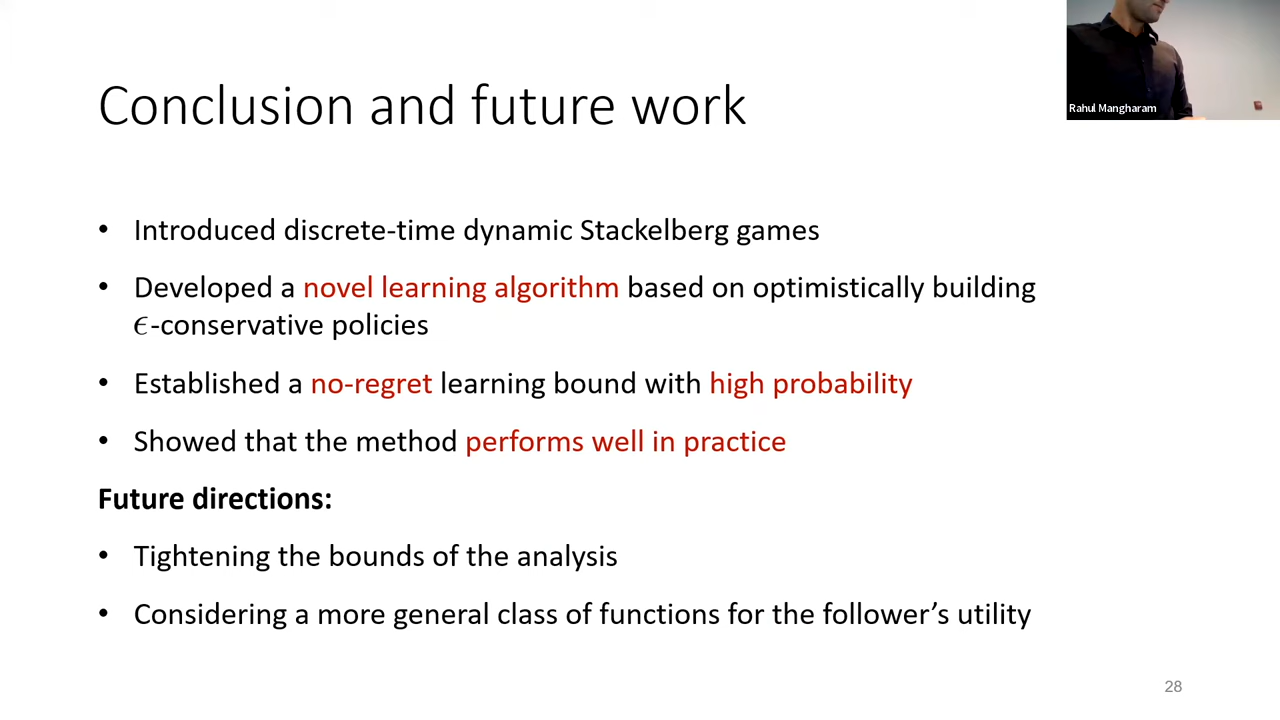 Rahul Mangharam
Conclusion and future work
• Introduced discrete-time dynamic Stackelberg games
• Developed a novel learning algorithm based on optimistically building
ϵ-conservative policies
• Established a no-regret learning bound with high probability
• Showed that the method performs well in practice
Future directions:
• Tightening the bounds of the analysis
• Considering a more general class of functions for the follower’s utility
28